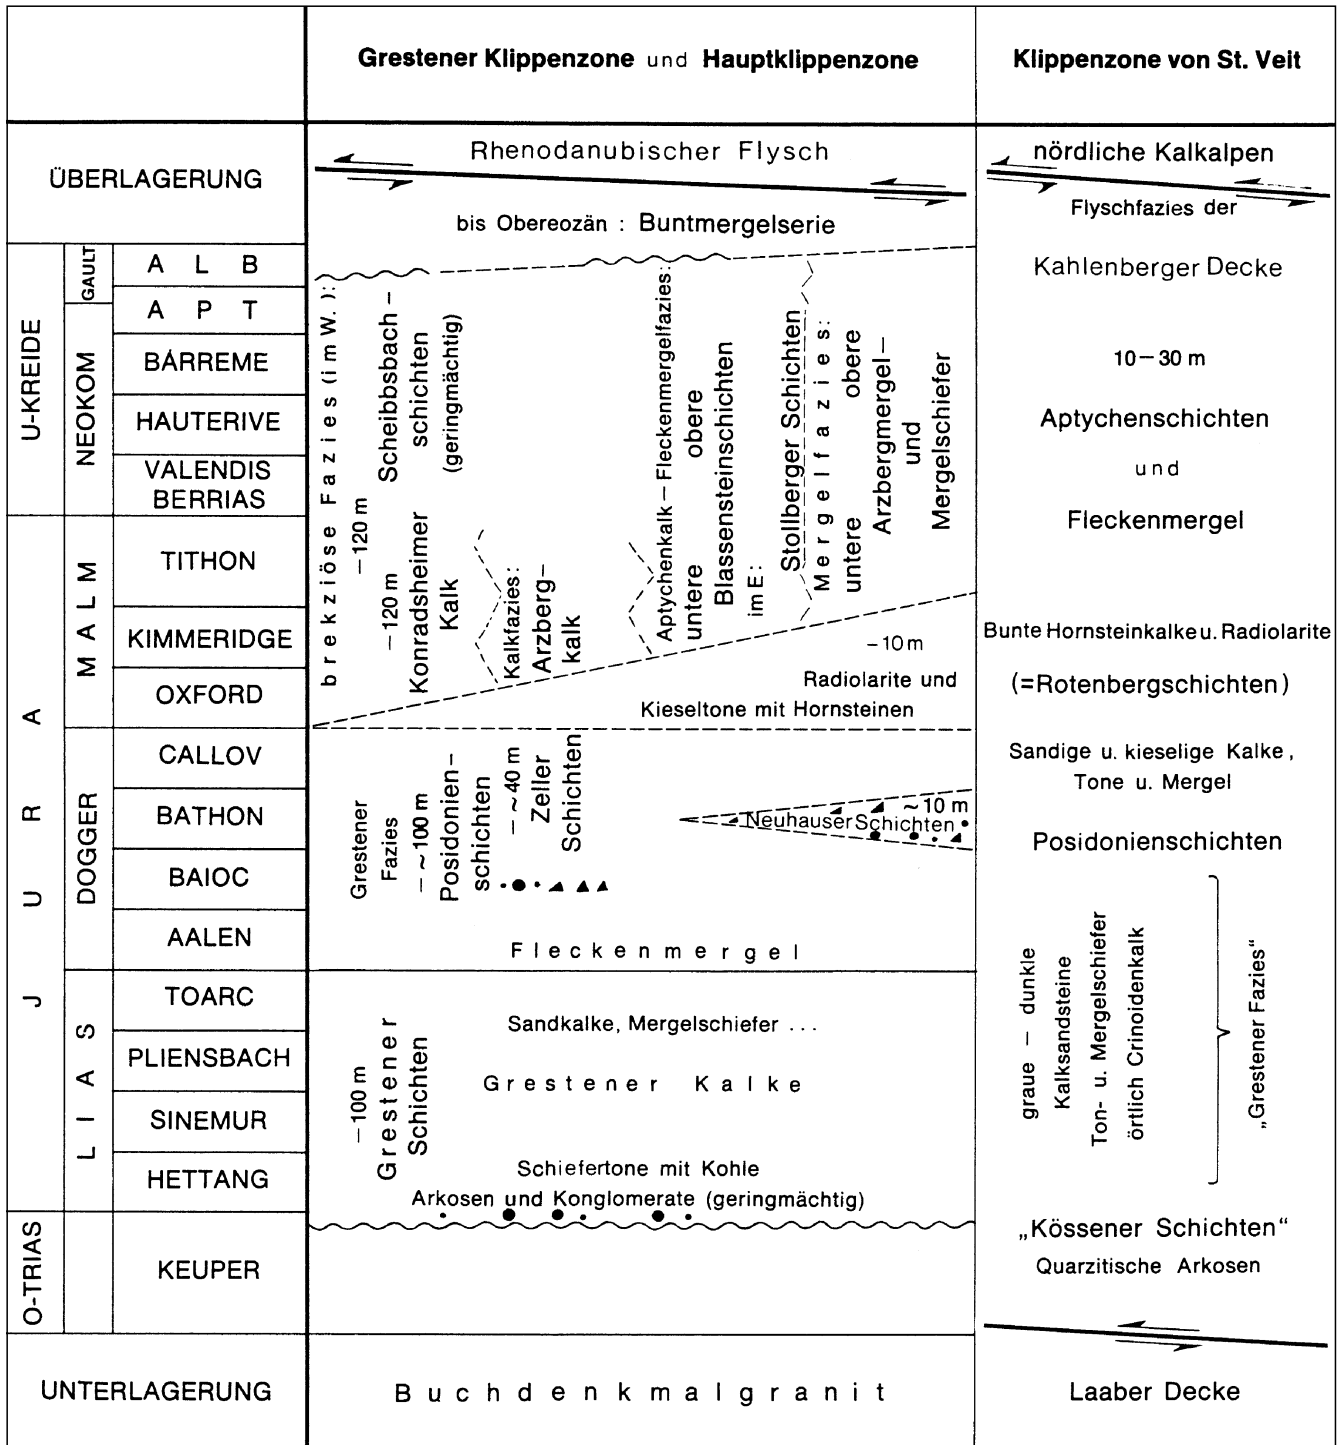 Grestener Klippenzone und Hauptklippenzone
Klippenzone von St. Veit
ÜBERLAGERUNG
Rhenodanubischer Flysch
bis Obereozän : Buntmergelserie
nördliche Kalkalpen
Flyschfazies der
Kahlenberger Decke
U-KREIDE
GAULT
NEOKOM
ALB
APT
BARREME
HAUTERIVE
VALENDIS
BERRIAS
JURA
MALM
TITHON
KIMMERIDGE
OXFORD
DOGGER
CALLOV
BATHON
BAIOC
AALEN
LIAS
TOARC
PLIENSBACH
SINEMUR
HETTANG
O-TRIAS
KEUPER
UNTERLAGERUNG
brekziöse Fazies (im W.):
–120 m
Scheibbsbach–
schichten
(geringmächtig)
–120 m
Konradsheimer
Kalk
Kalkfazies:
Arzberg–
kalk
Aptychenkalk–Fleckenmergelfazies:
untere obere
Blassensteinschichten
im E:
Stollberger Schichten
Mergelfazies:
untere obere
Arzbergmergel–
und
Mergelschiefer
–10 m
Radiolarite und
Kieseltone mit Hornsteinen
Grestener
Fazies
– ~100 m
Posidonien–
schichten
– ~40 m
Zeller
Schichten
~10 m
Neuhauser Schichten
Fleckenmergel
–100 m
Grestener
Schichten
Sandkalke, Mergelschiefer ...
Grestener Kalke
Schiefertone mit Kohle
Arkosen und Konglomerate (geringmächtig)
Buchdenkmalgranit
10–30 m
Aptychenschichten
und
Fleckenmergel
Bunte Hornsteinkalke u. Radiolarite
(=Rotenbergschichten)
Sandige u. kieselige Kalke,
Tone u. Mergel
Posidonienschichten
graue – dunkle
Kalksandsteine
Ton- u. Mergelschiefer
örtlich Crinoidenkalk
„Grestener Fazies“
„Kössener Schichten“
Quarzitische Arkosen
Laaber Decke